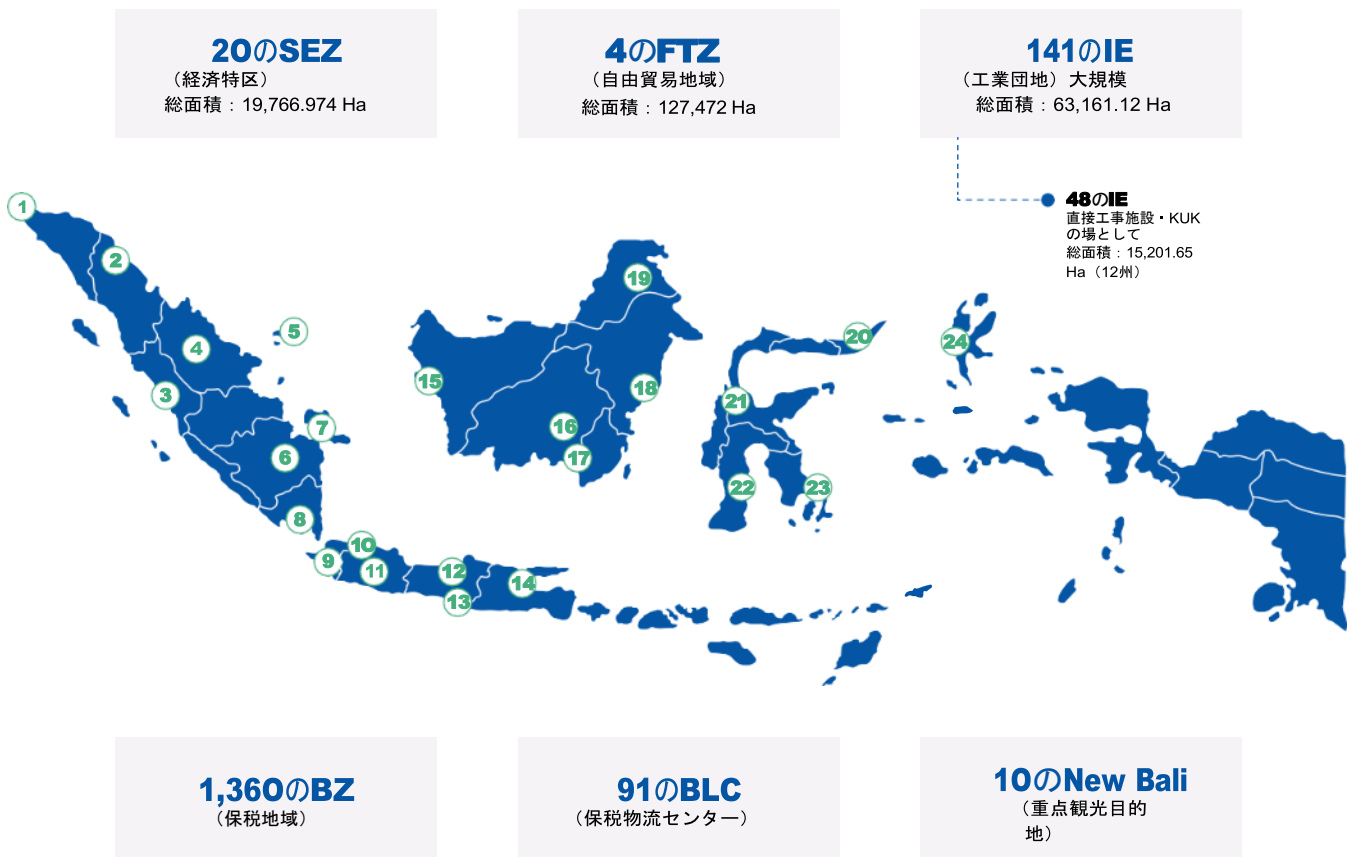 20のSEZ
（経済特区）
総面積：19,766.974 Ha
4のFTZ
（自由貿易地域）
総面積：127,472 Ha
141のIE
（工業団地）大規模
総面積：63,161.12 Ha
48のIE
直接工事施設・KUK
の場として
総面積：15,201.65
Ha（12州）
1
2
3
4
5
6
7
8
9
10
11
12
13
14
15
16
17
18
19
20
21
22
23
24
1,360のBZ
（保税地域）
91のBLC
（保税物流センター）
10のNew Bali
（重点観光目的
地）